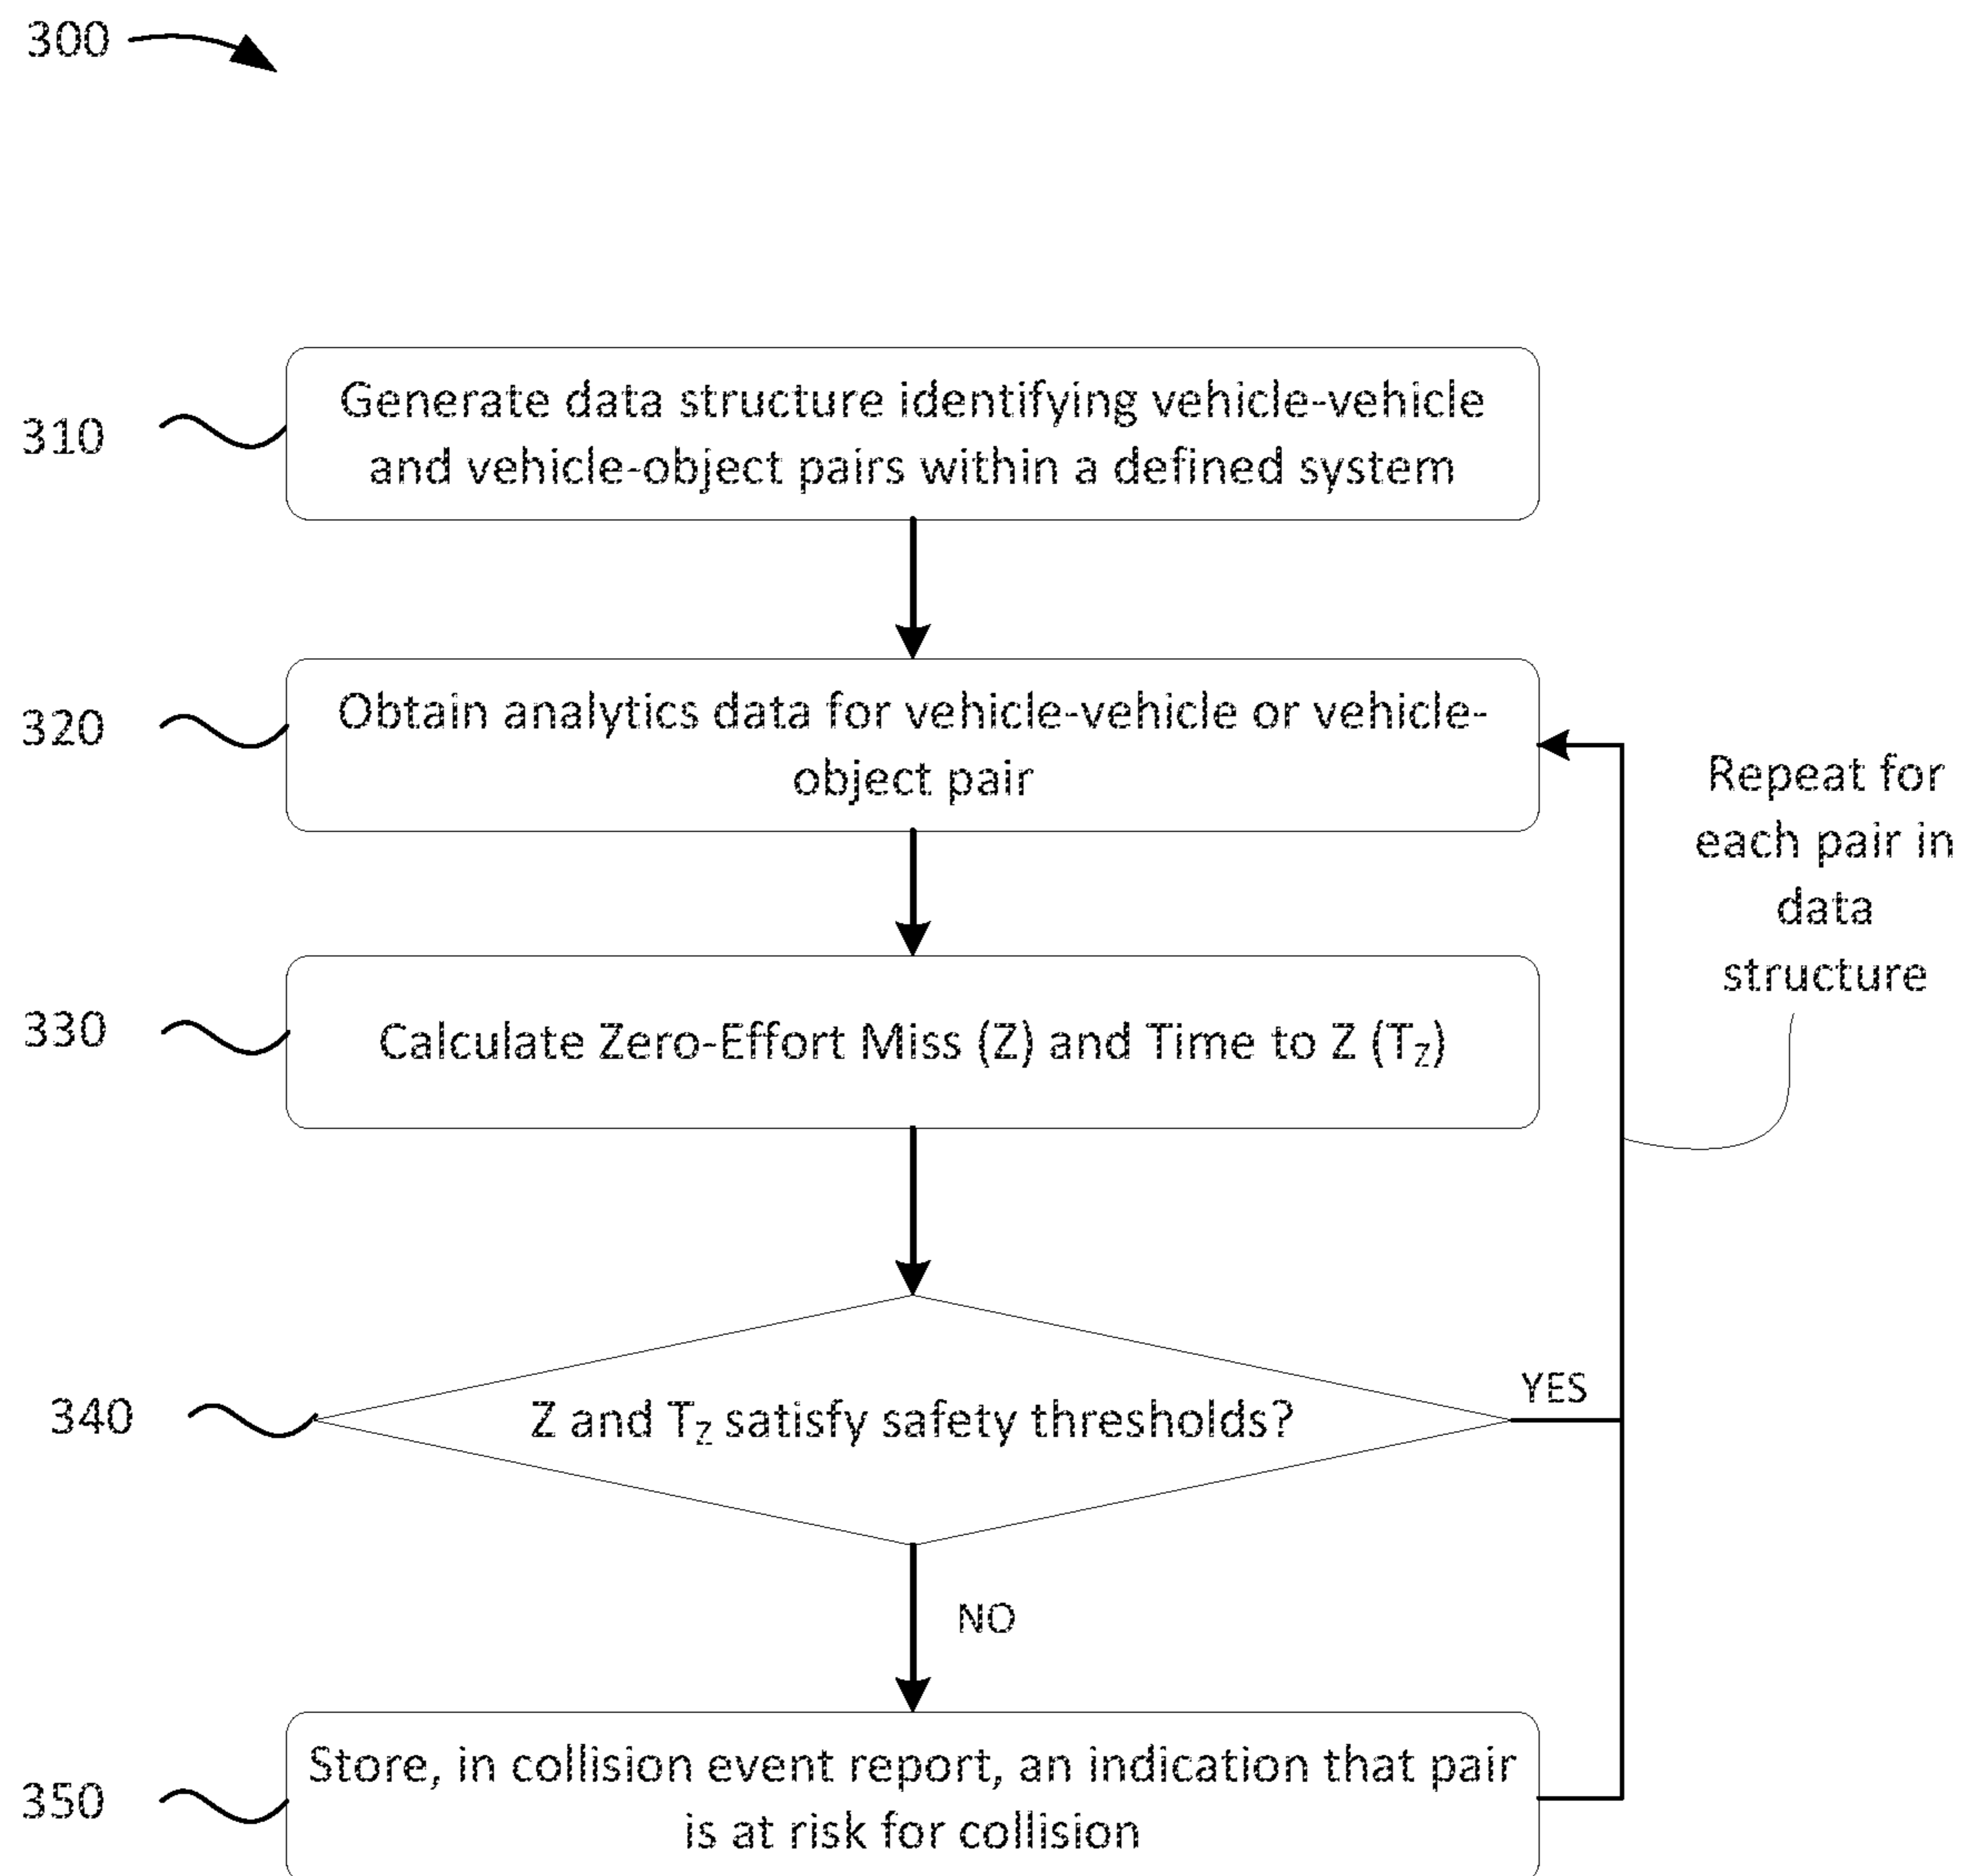 300
310
Generate data structure identifying vehicle-vehicle
and vehicle-object pairs within a defined system
320
Obtain analytics data for vehicle-vehicle or vehicle-
object pair
Repeat for
each pair in
data
structure
330
Calculate Zero-Effort Miss (Z) and Time to Z (T_Z)
340
Z and T_Z satisfy safety thresholds?
YES
NO
350
Store, in collision event report, an indication that pair
is at risk for collision